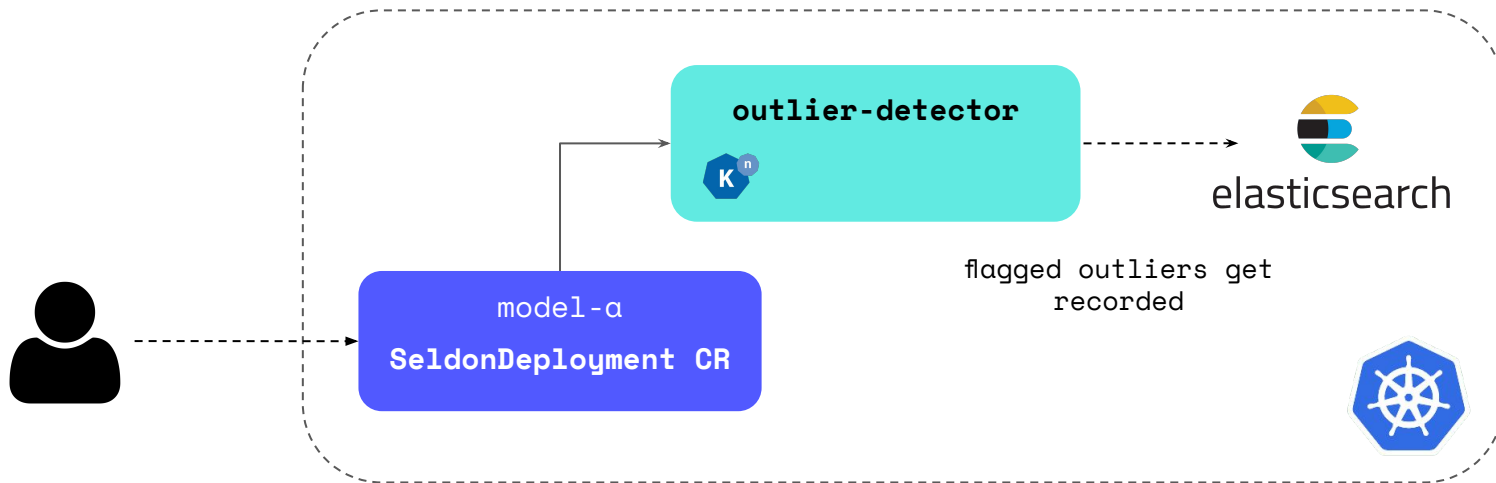 outlier-detector
K
n
elasticsearch
flagged outliers get
recorded
model-a
SeldonDeployment CR